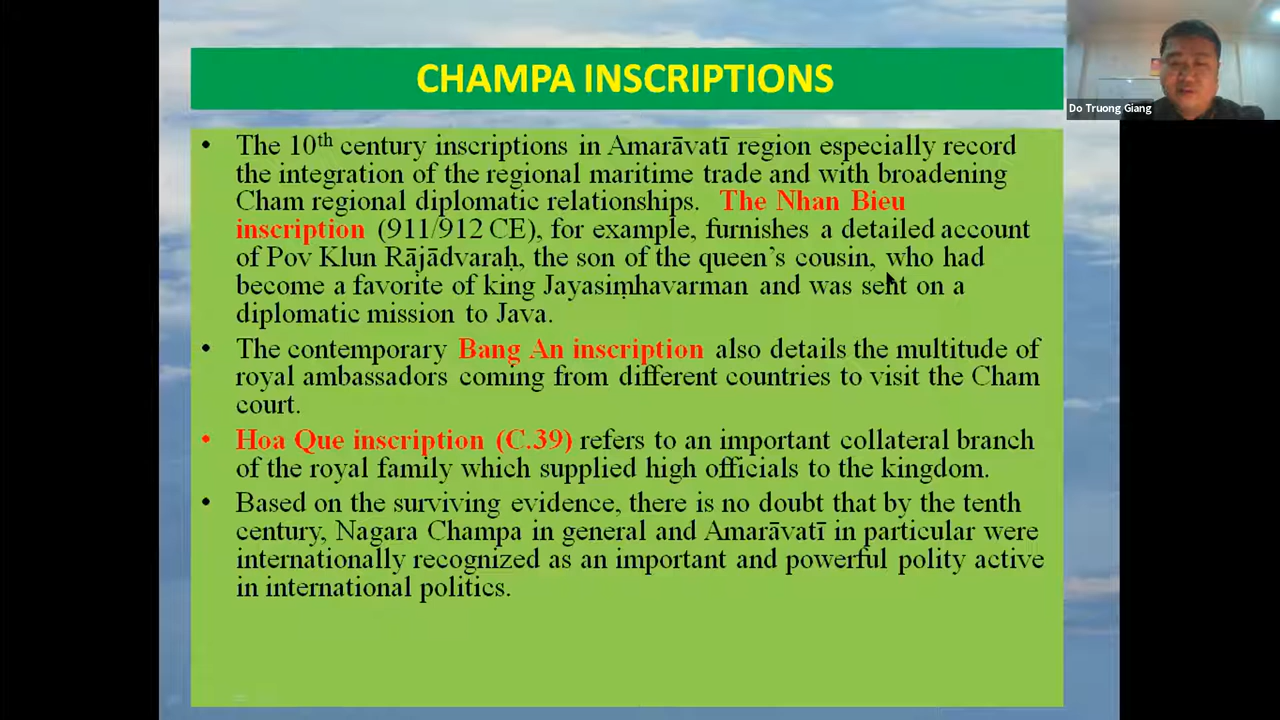 CHAMPA INSCRIPTIONS
Do Truong Giang
• The 10th century inscriptions in Amarāvatī region especially record
the integration of the regional maritime trade and with broadening
Cham regional diplomatic relationships. The Nhan Bieu
inscription (911/912 CE), for example, furnishes a detailed account
of Pov Klun Rājādvaraḥ, the son of the queen's cousin, who had
become a favorite of king Jayasiṃhavarman and was sent on a
diplomatic mission to Java.
• The contemporary Bang An inscription also details the multitude of
royal ambassadors coming from different countries to visit the Cham
court.
• Hoa Que inscription (C.39) refers to an important collateral branch
of the royal family which supplied high officials to the kingdom.
• Based on the surviving evidence, there is no doubt that by the tenth
century, Nagara Champa in general and Amarāvatī in particular were
internationally recognized as an important and powerful polity active
in international politics.